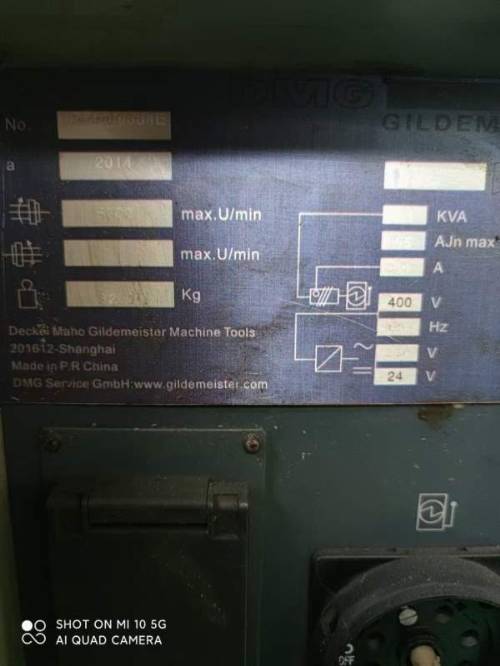 DMG
GILDEM
No.
a 2014
max.U/min
max.U/min
Kg
KVA
AJn max
A
400 V
Hz
V
24 V
Deckel Maho Gildemeister Machine Tools
201612-Shanghai
Made in P.R China
DMG Service GmbH:www.gildemeister.com
OFF
SHOT ON MI 10 5G
AI QUAD CAMERA